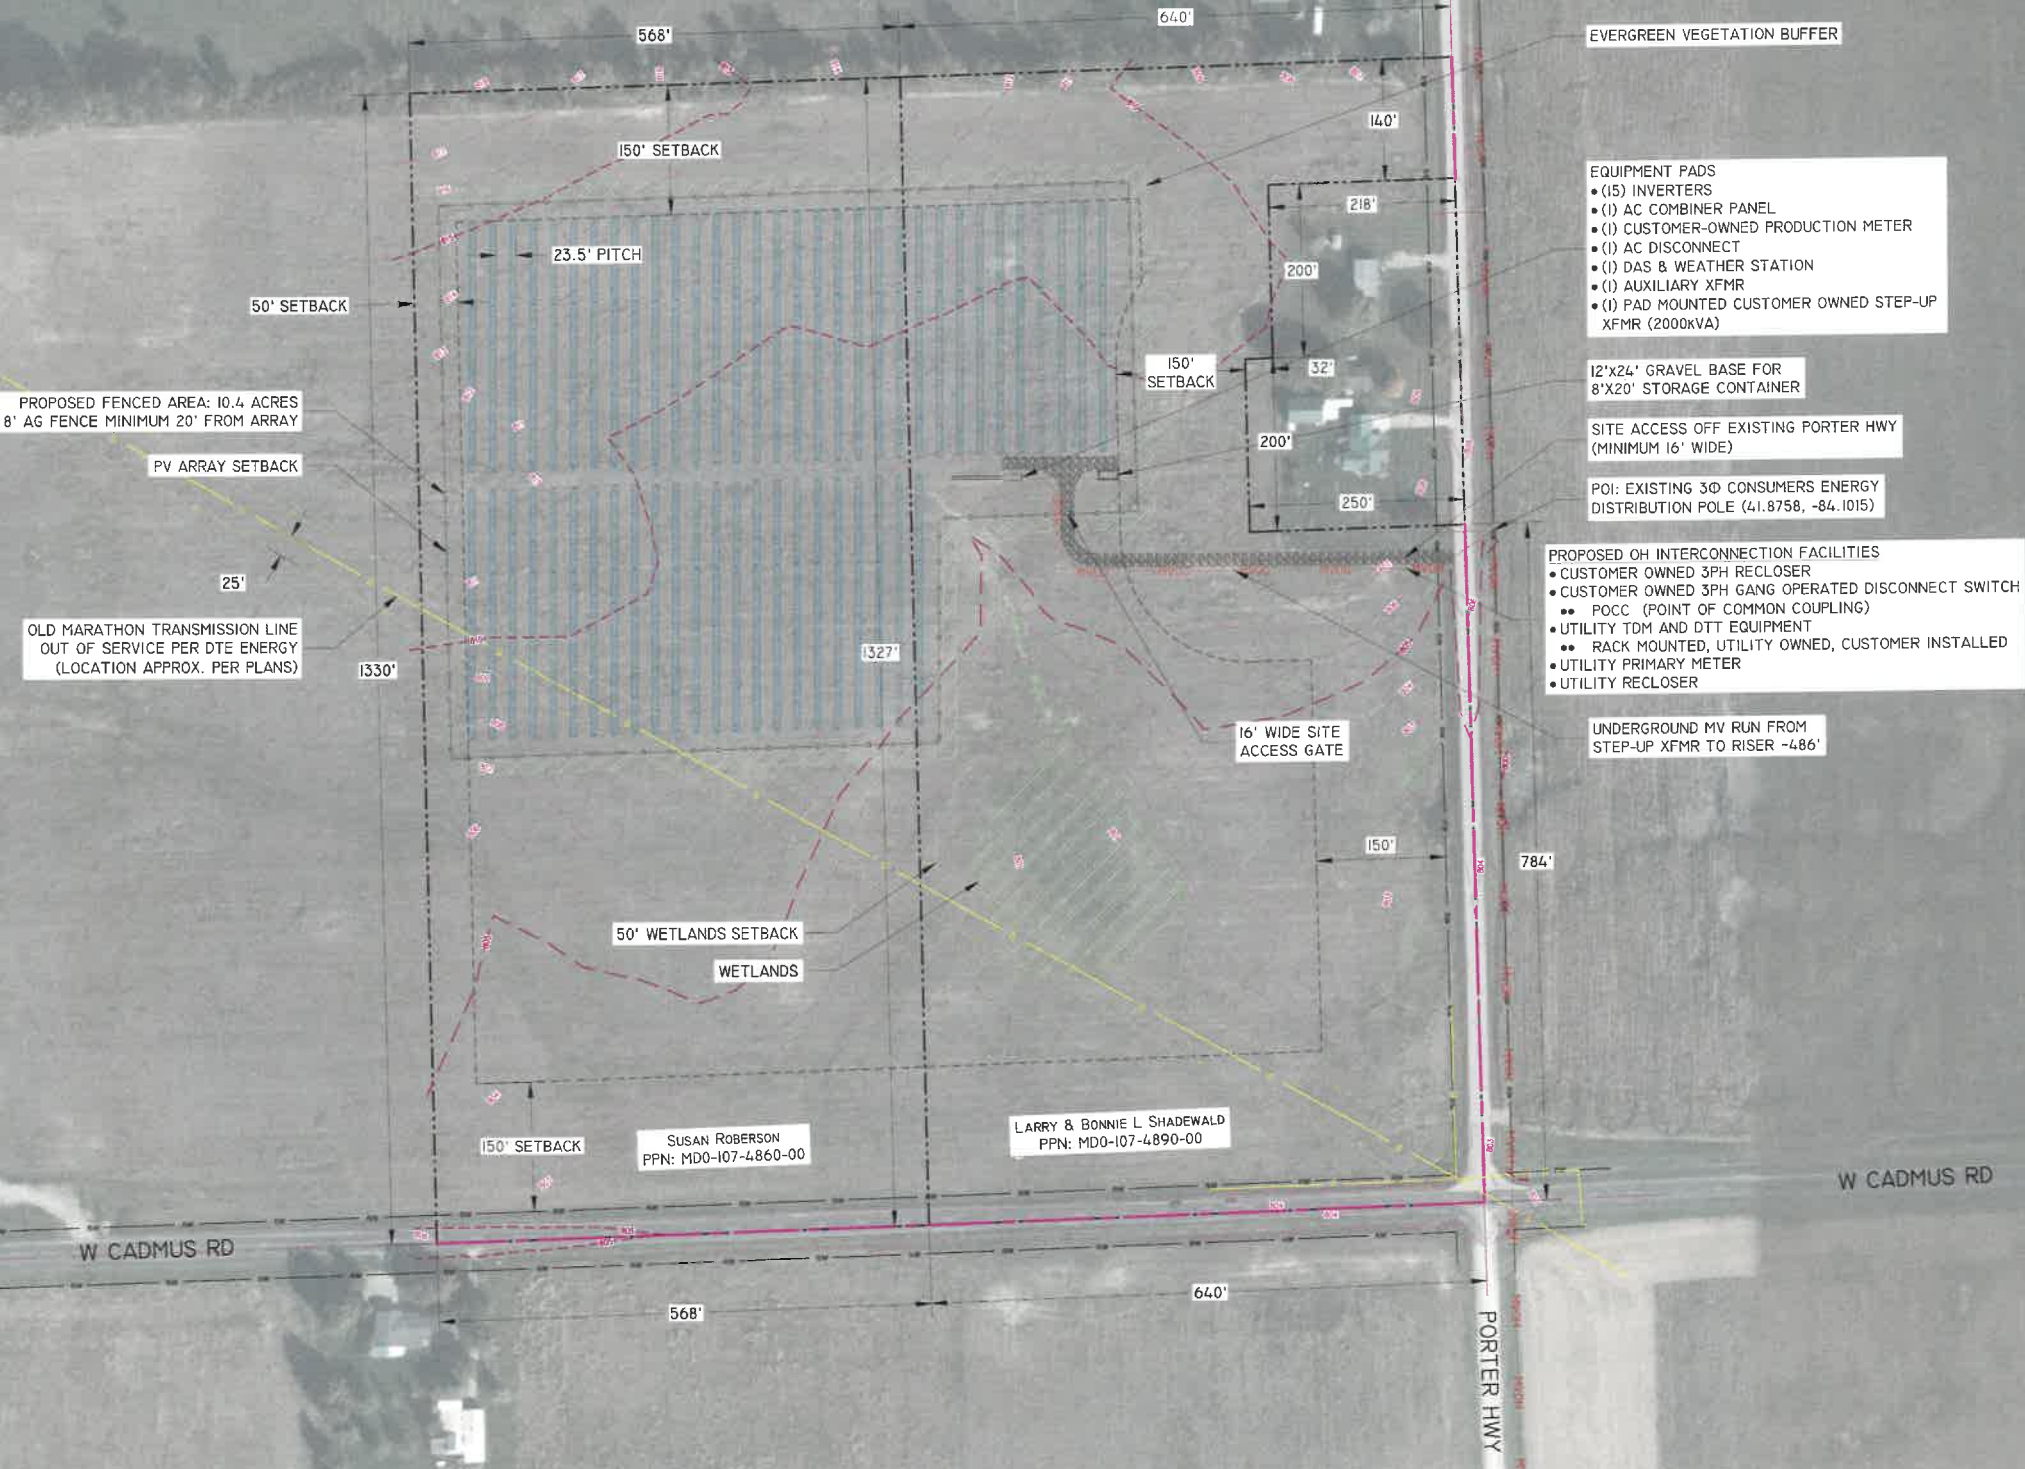 640'
568'
EVERGREEN VEGETATION BUFFER
140'
150' SETBACK
EQUIPMENT PADS
• (15) INVERTERS
• (1) AC COMBINER PANEL
• (1) CUSTOMER-OWNED PRODUCTION METER
• (1) AC DISCONNECT
• (1) DAS & WEATHER STATION
• (1) AUXILIARY XFMR
• (1) PAD MOUNTED CUSTOMER OWNED STEP-UP
XFMR (2000KVA)
218'
23.5' PITCH
200'
50' SETBACK
150'
SETBACK
32'
12'X24' GRAVEL BASE FOR
8'X20' STORAGE CONTAINER
PROPOSED FENCED AREA: 10.4 ACRES
8' AG FENCE MINIMUM 20' FROM ARRAY
SITE ACCESS OFF EXISTING PORTER HWY
(MINIMUM 16' WIDE)
200'
PV ARRAY SETBACK
250'
POI: EXISTING 3Φ CONSUMERS ENERGY
DISTRIBUTION POLE (41.8758, -84.1015)
25'
PROPOSED OH INTERCONNECTION FACILITIES
• CUSTOMER OWNED 3PH RECLOSER
• CUSTOMER OWNED 3PH GANG OPERATED DISCONNECT SWITCH
•• POCC (POINT OF COMMON COUPLING)
• UTILITY TDM AND DTT EQUIPMENT
•• RACK MOUNTED, UTILITY OWNED, CUSTOMER INSTALLED
• UTILITY PRIMARY METER
• UTILITY RECLOSER
OLD MARATHON TRANSMISSION LINE
OUT OF SERVICE PER DTE ENERGY
(LOCATION APPROX. PER PLANS)
1330'
1327'
16' WIDE SITE
ACCESS GATE
UNDERGROUND MV RUN FROM
STEP-UP XFMR TO RISER ~486'
150'
784'
804
50' WETLANDS SETBACK
WETLANDS
150' SETBACK
SUSAN ROBERSON
PPN: MD0-107-4860-00
LARRY & BONNIE L SHADEWALD
PPN: MD0-107-4890-00
803
W CADMUS RD
W CADMUS RD
568'
640'
PORTER HWY